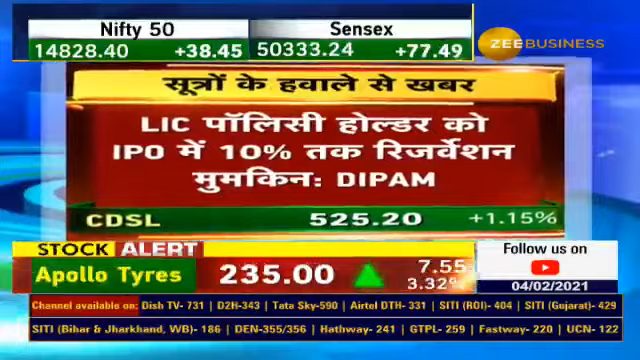 Nifty 50
14828.40 +38.45
Sensex
50333.24 +77.49
ZEE BUSINESS
सूत्रों के हवाले से खबर
LIC पॉलिसी होल्डर को
IPO में 10% तक रिजर्वेशन
मुमकिन: DIPAM
CDSL 525.20 +1.15%
STOCK ALERT
Apollo Tyres 235.00 7.55
3.32%
Follow us on
04/02/2021
Channel available on: Dish TV- 731 | D2H-343 | Tata Sky-590 | Airtel DTH- 331 | SITI (ROI)- 404 | SITI (Gujarat)- 429
SITI (Bihar & Jharkhand, WB)- 186 | DEN-355/356 | Hathway- 241 | GTPL- 259 | Fastway- 220 | UCN- 122